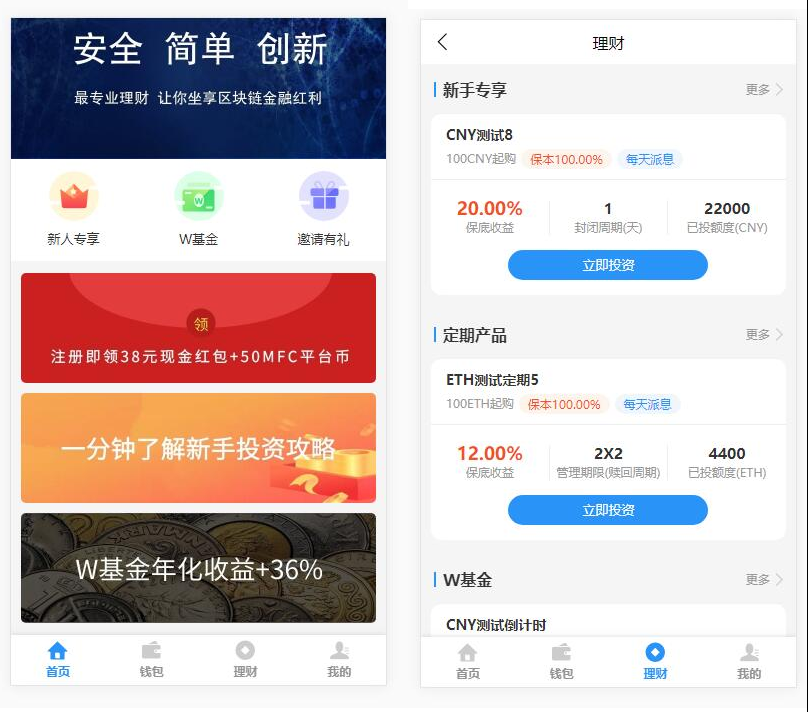 安全 简单 创新
最专业理财 让你坐享区块链金融红利
W
新人专享
W基金
邀请有礼
领
注册即领38元现金红包+50MFC平台币
一分钟了解新手投资攻略
W基金年化收益+36%
首页
钱包
理财
我的
理财
新手专享
更多
CNY测试8
100CNY起购 保本100.00% 每天派息
20.00% 1 22000
保底收益 封闭周期(天) 已投额度(CNY)
立即投资
定期产品
更多
ETH测试定期5
100ETH起购 保本100.00% 每天派息
12.00% 2X2 4400
保底收益 管理期限(赎回周期) 已投额度(ETH)
立即投资
W基金
更多
CNY测试倒计时
首页
钱包
理财
我的